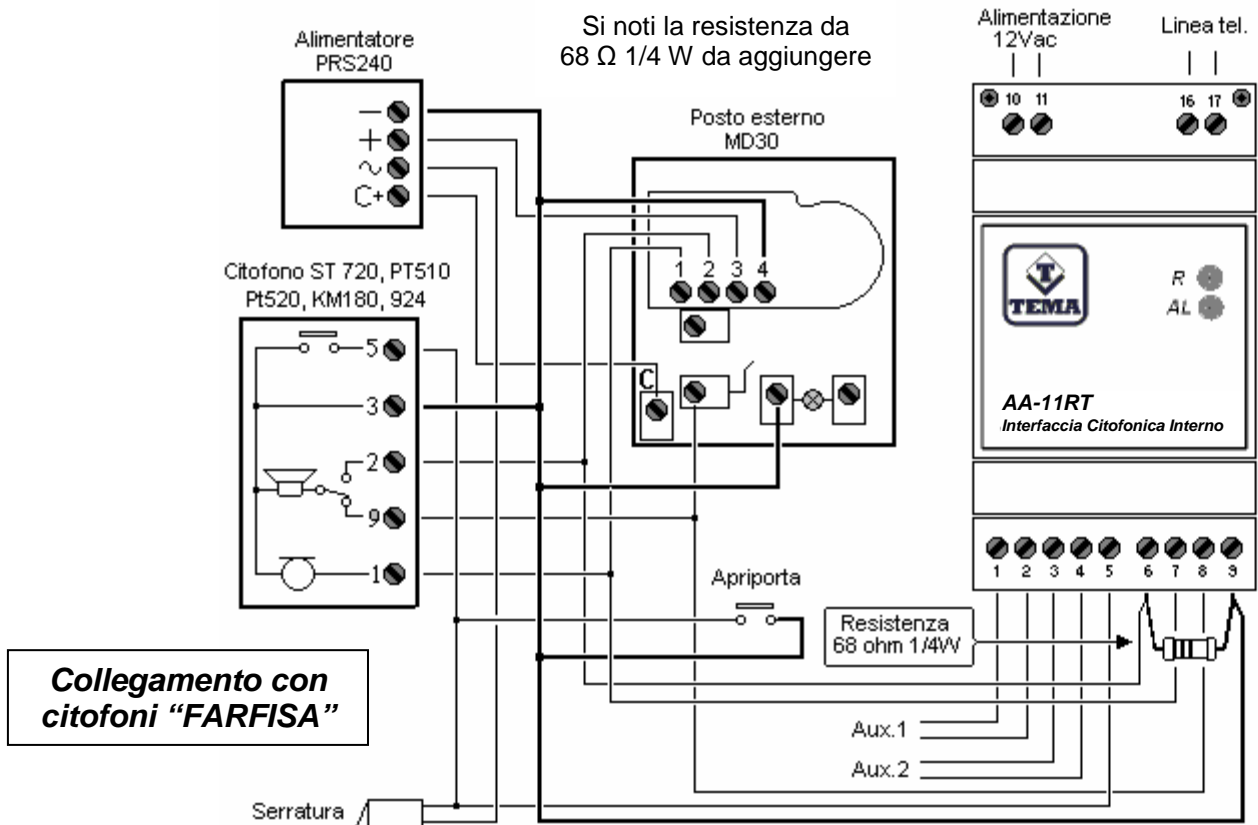 Si noti la resistenza da
68 Ω 1/4 W da aggiungere
Alimentatore
PRS240
−
+
~
C+
Citofono ST 720, PT510
Pt520, KM180, 924
5
3
2
9
1
Posto esterno
MD30
1 2 3 4
C
Apriporta
Resistenza
68 ohm 1/4W
Aux.1
Aux.2
Serratura
Collegamento con
citofoni “FARFISA”
Alimentazione
12Vac
Linea tel.
10 11 16 17
T
TEMA
R
AL
AA-11RT
Interfaccia Citofonica Interno
1 2 3 4 5 6 7 8 9